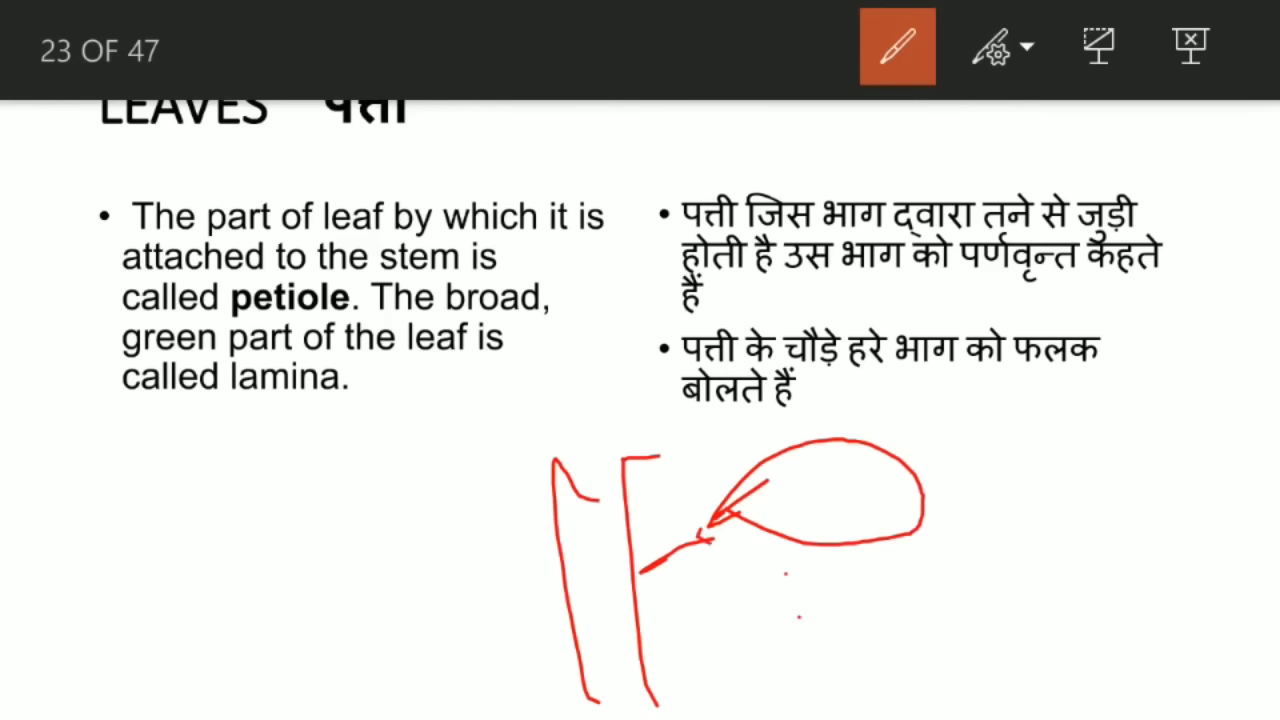 23 OF 47
LEAVES पत्ती
• The part of leaf by which it is
attached to the stem is
called petiole. The broad,
green part of the leaf is
called lamina.
• पत्ती जिस भाग द्वारा तने से जुड़ी
होती है उस भाग को पर्णवृन्त कहते
हैं
• पत्ती के चौड़े हरे भाग को फलक
बोलते हैं